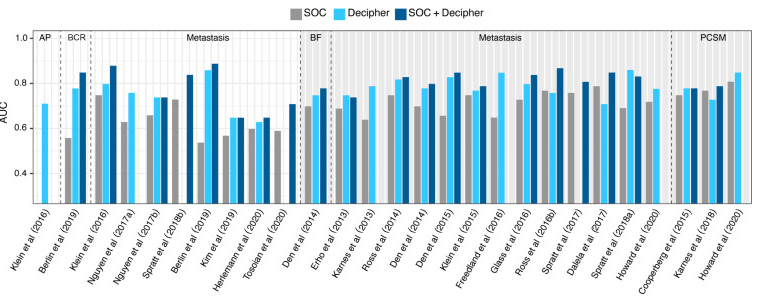 SOC Decipher SOC + Decipher
AP BCR Metastasis BF Metastasis PCSM
AUC
1.0
0.8
0.6
0.4
Klein et al (2016)
Berlin et al (2019)
Klein et al (2016)
Nguyen et al (2017a)
Nguyen et al (2017b)
Spratt et al (2018b)
Berlin et al (2019)
Kim et al (2019)
Herlemann et al (2020)
Tosoian et al (2020)
Den et al (2014)
Erho et al (2013)
Karnes et al (2013)
Ross et al (2014)
Den et al (2014)
Den et al (2015)
Klein et al (2015)
Freedland et al (2016)
Glass et al (2016)
Ross et al (2016b)
Spratt et al (2017)
Dalela et al (2017)
Spratt et al (2018a)
Howard et al (2020)
Cooperberg et al (2015)
Karnes et al (2018)
Howard et al (2020)